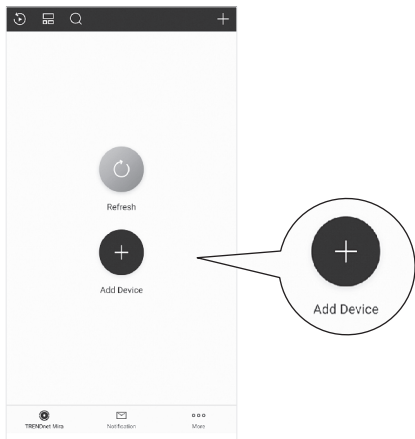 Refresh
Add Device
Add Device
TRENDnet Mira
Notification
More